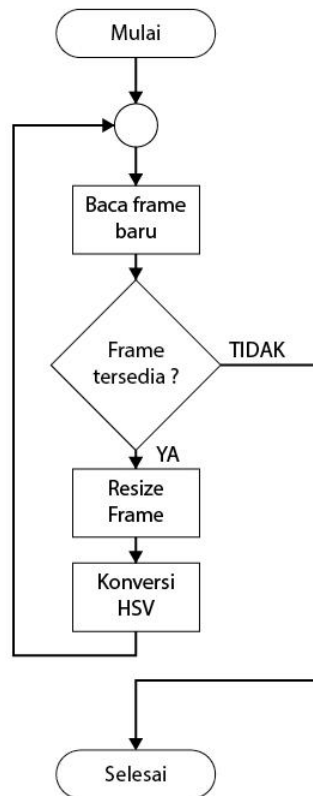 Mulai
Baca frame
baru
Frame
tersedia ?
TIDAK
YA
Resize
Frame
Konversi
HSV
Selesai